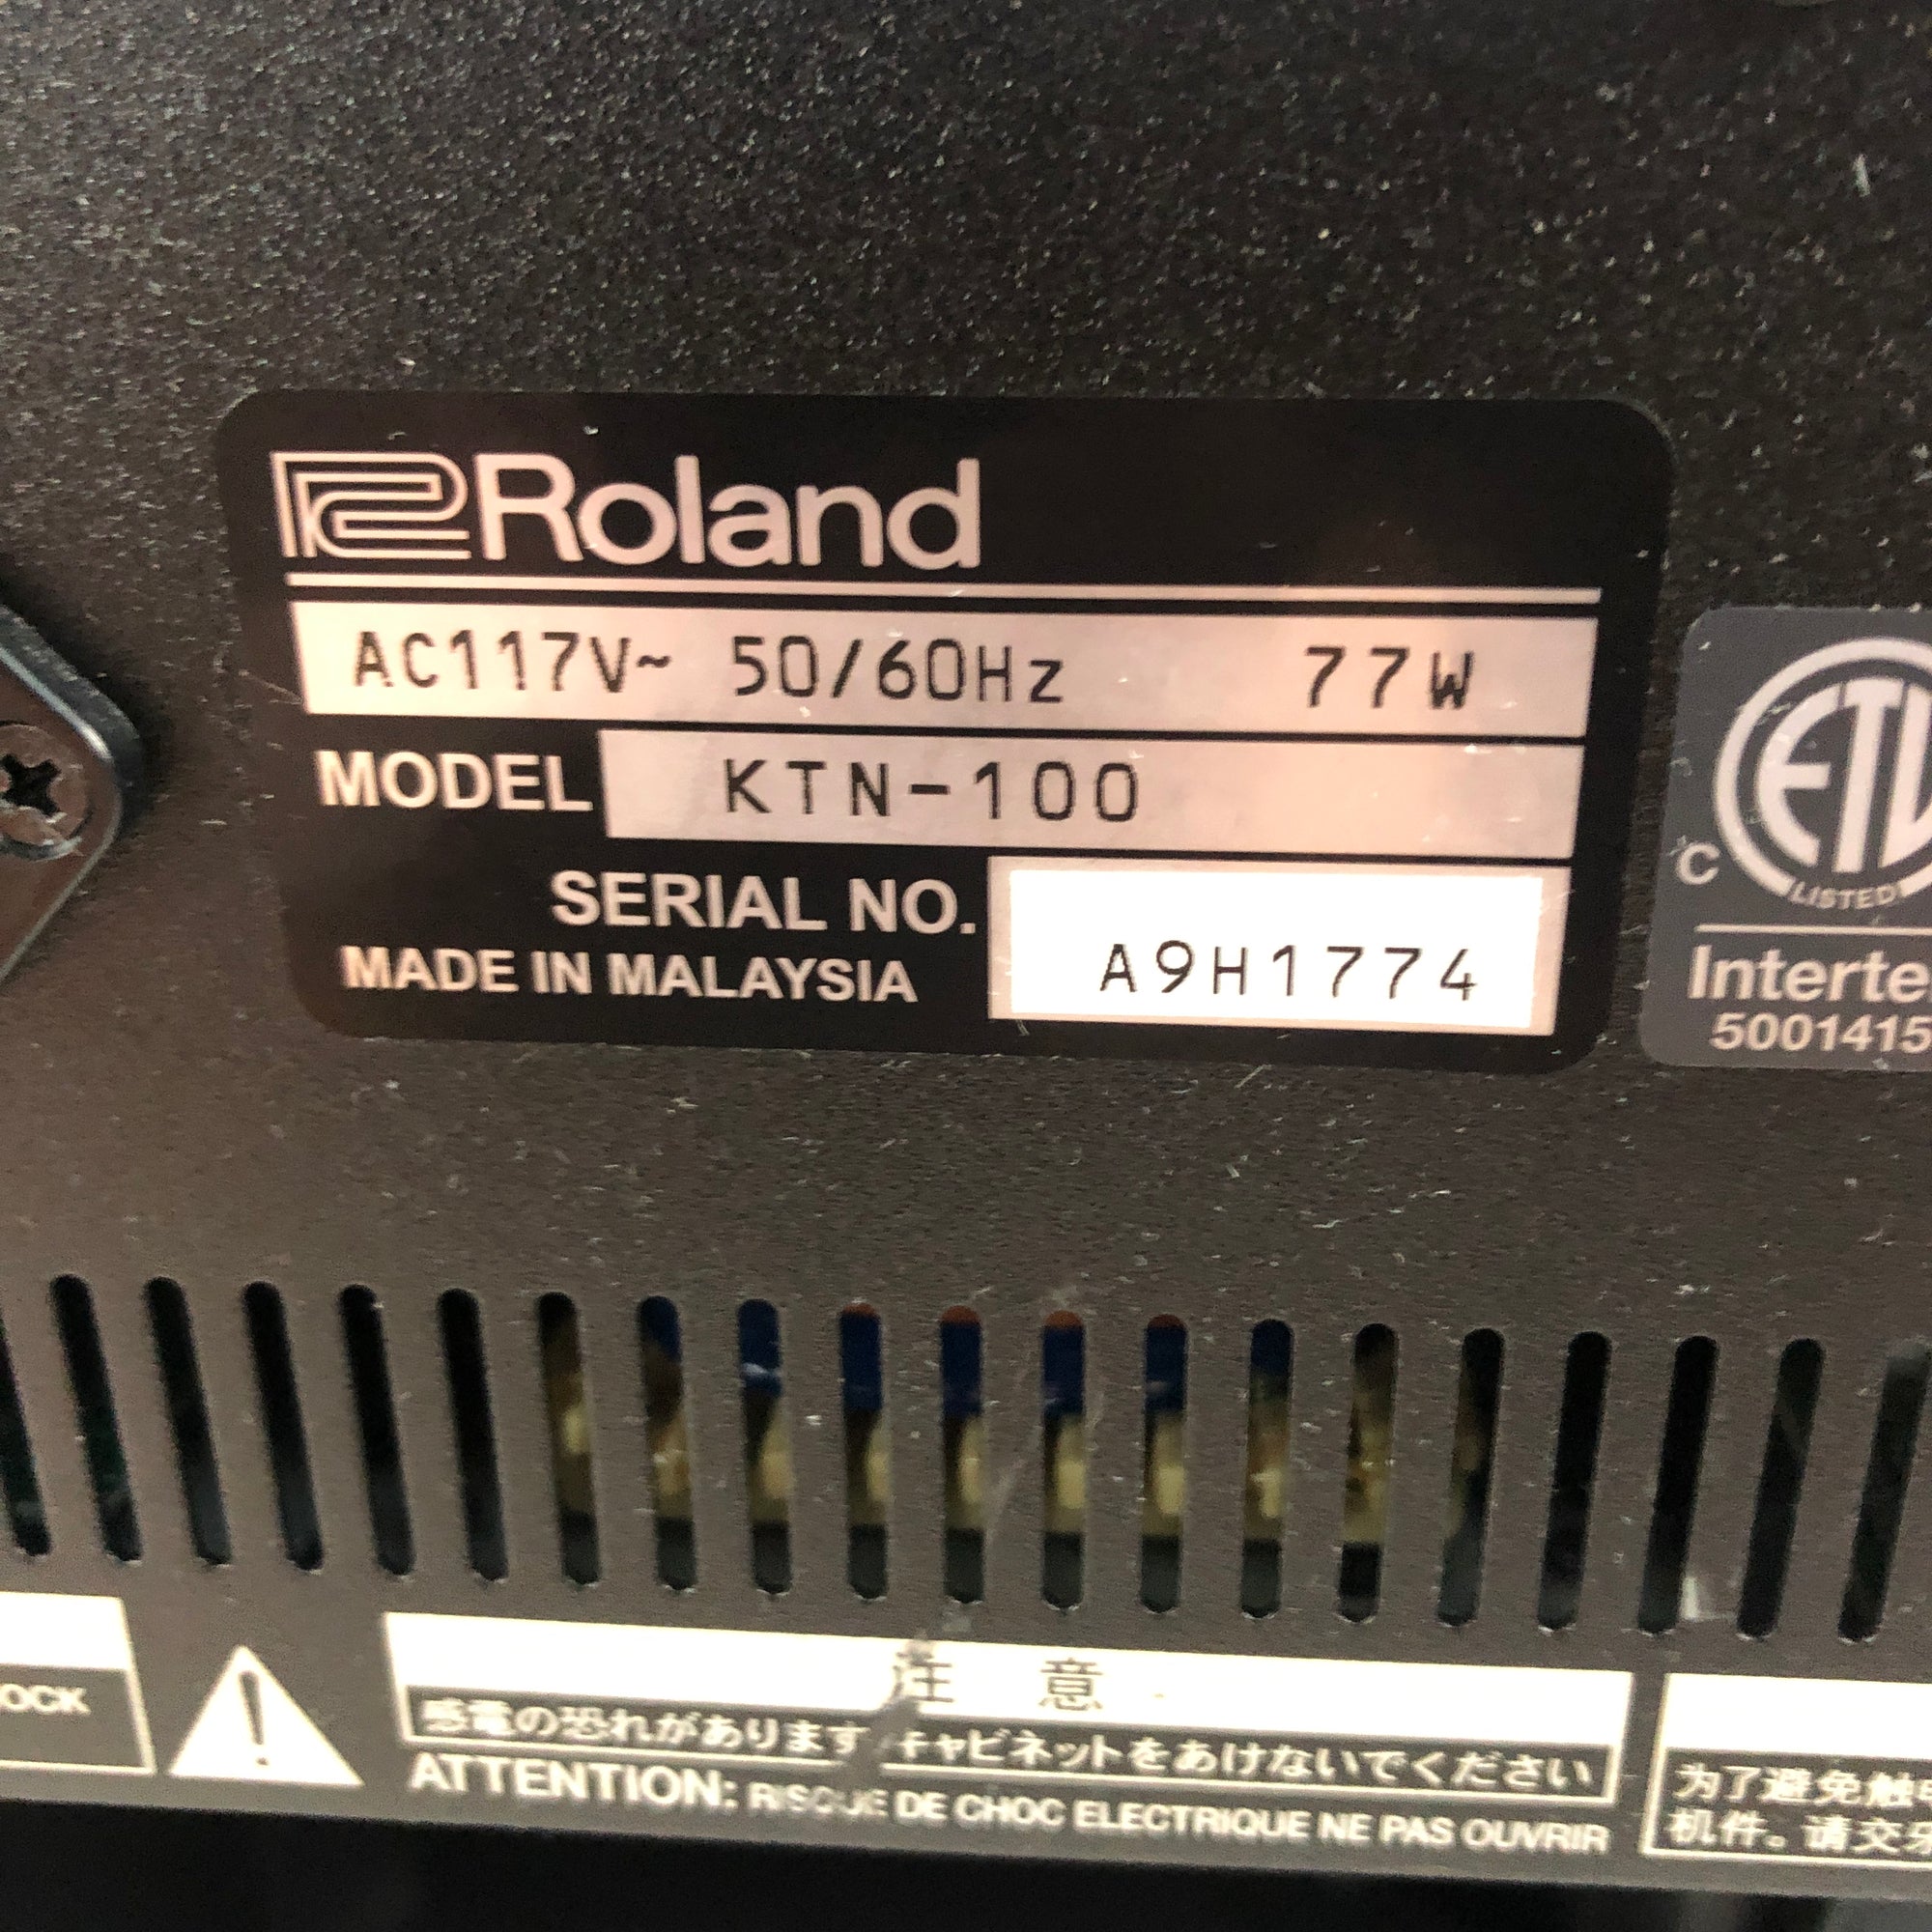 Roland
AC117V~ 50/60Hz 77W
MODEL KTN-100
SERIAL NO. A9H1774
MADE IN MALAYSIA
C ETL
LISTED
Interte
5001415
OCK
注意
感電の恐れがあります キャビネットをあけないでください
ATTENTION: RISQUE DE CHOC ELECTRIQUE NE PAS OUVRIR
为了避免触
机件。请交